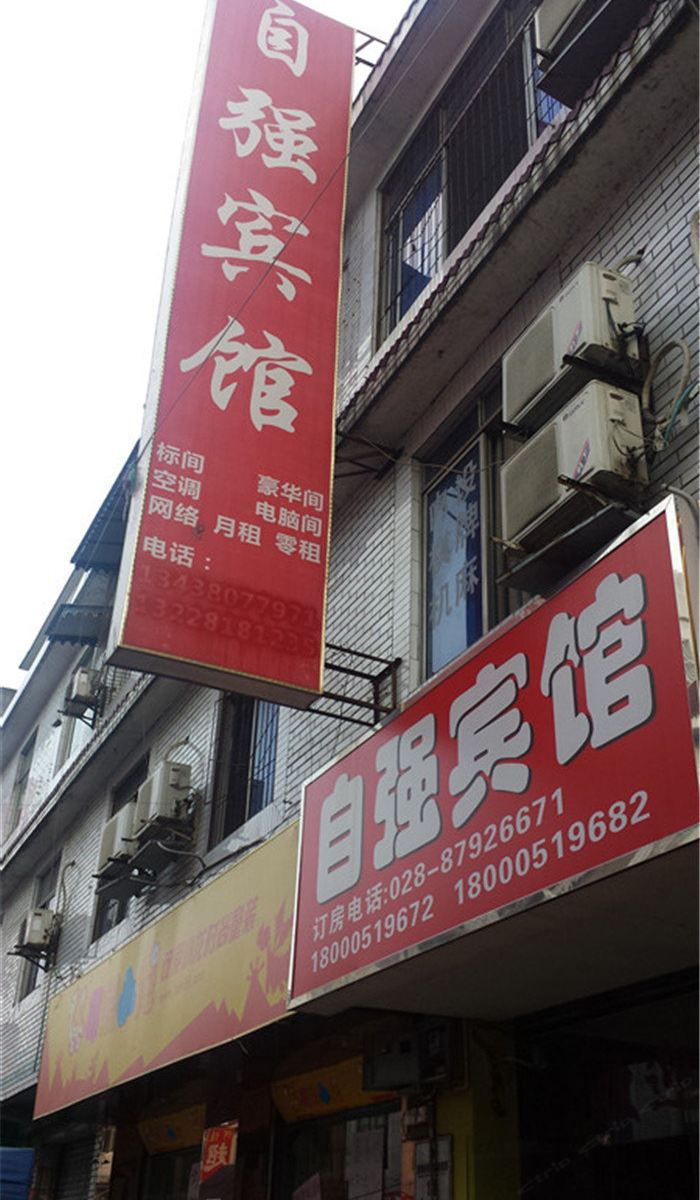 自强宾馆
标间 豪华间
空调 电脑间
网络 月租 零租
电话：
13438077971
13228181235
自强宾馆
订房电话:028-87926671
18000519672 18000519682